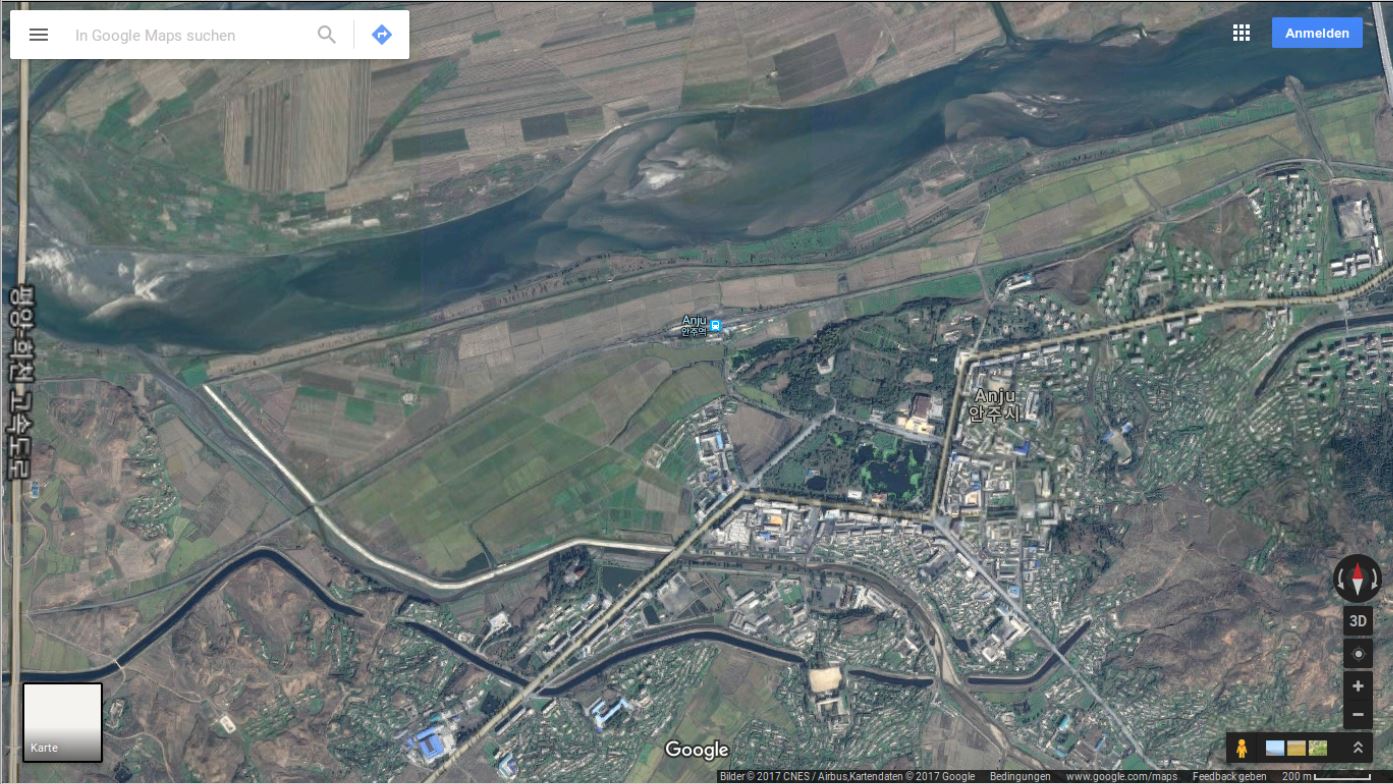 In Google Maps suchen
Anmelden
Anju
안주역
평양-희천 고속도로
Anju
안주시
3D
Karte
Google
Bilder © 2017 CNES / Airbus,Kartendaten © 2017 Google Bedingungen www.google.com/maps Feedback geben 200 m